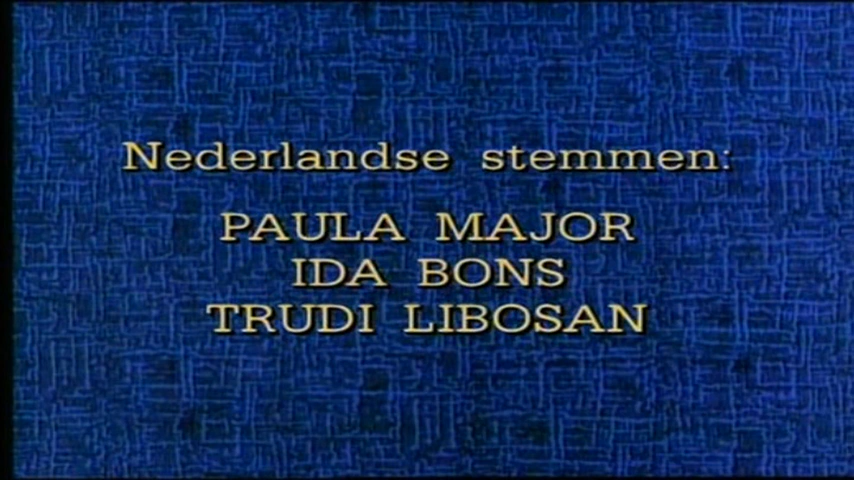 Nederlandse stemmen:
PAULA MAJOR
IDA BONS
TRUDI LIBOSAN